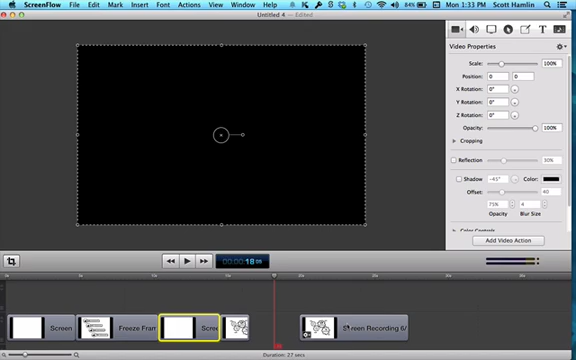 ScreenFlow File Edit Mark Insert Font Actions View Window Help 84% Mon 1:33 PM Scott Hamlin
Untitled 4 — Edited
Video Properties
Scale: 100%
Position: 0 0
X Rotation: 0°
Y Rotation: 0°
Z Rotation: 0°
Opacity: 100%
Cropping
Reflection 30%
Shadow -45° Color:
Offset: 40
75% 4
Opacity Blur Size
Color Controls
Add Video Action
00:00:18
Screen Freeze Fram Scree Screen Recording 6/
Duration: 27 secs